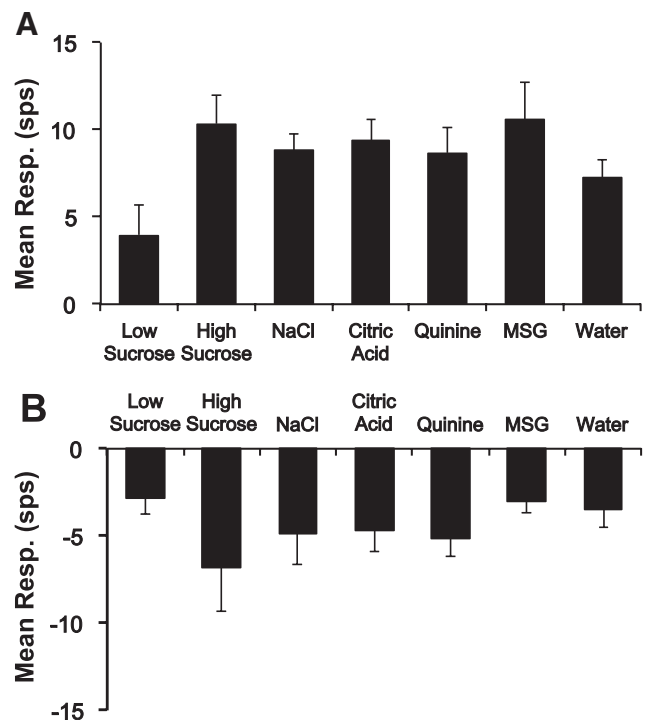 A
15
10
5
0
Mean Resp. (sps)
Low
Sucrose
High
Sucrose
NaCl
Citric
Acid
Quinine
MSG
Water
B
Low
Sucrose
High
Sucrose
NaCl
Citric
Acid
Quinine
MSG
Water
0
-5
-10
-15
Mean Resp. (sps)